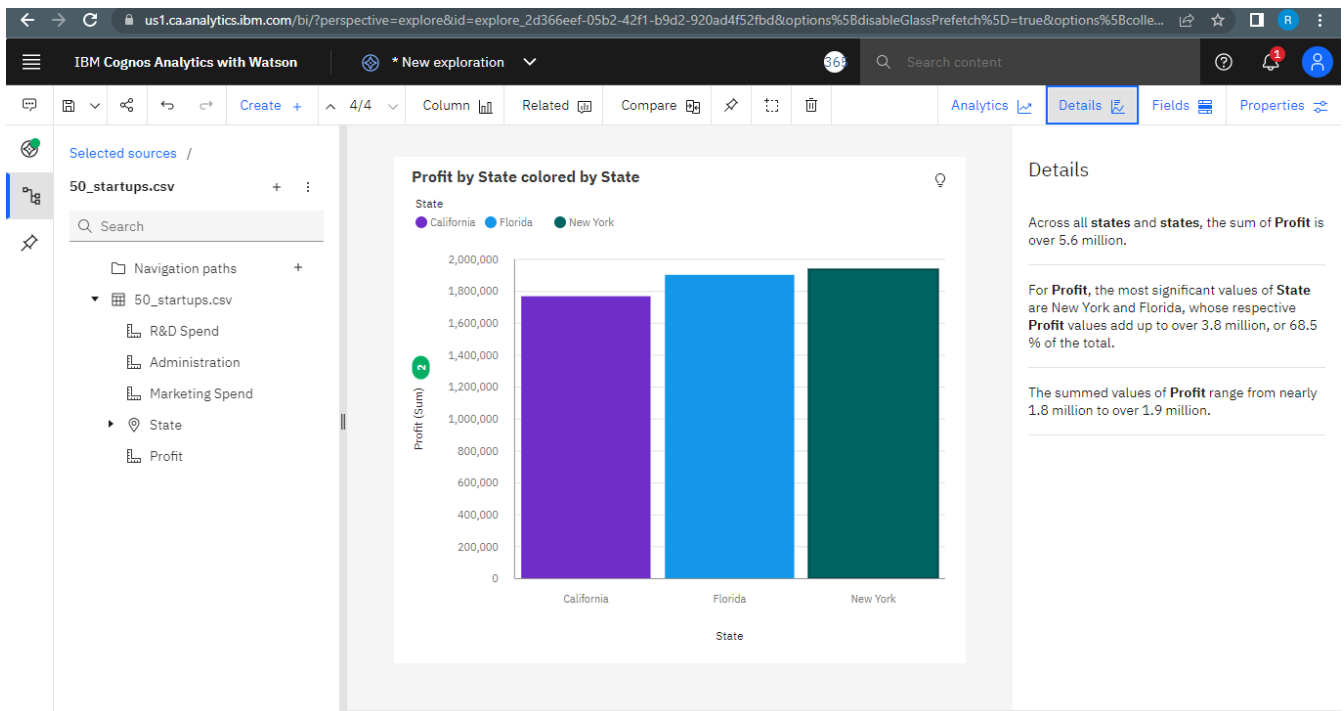 us1.ca.analytics.ibm.com/bi/?perspective=explore&id=explore_2d366eef-05b2-42f1-b9d2-920ad4f52fbd&options%5BdisableGlassPrefetch%5D=true&options%5Bcolle...
R
IBM Cognos Analytics with Watson
* New exploration
365
Search content
1
Create +
4/4
Column
Related
Compare
Analytics
Details
Fields
Properties
Selected sources /
50_startups.csv
Search
Navigation paths
50_startups.csv
R&D Spend
Administration
Marketing Spend
State
Profit
Profit by State colored by State
State
California
Florida
New York
2,000,000
1,800,000
1,600,000
1,400,000
1,200,000
1,000,000
800,000
600,000
400,000
200,000
0
Profit (Sum)
2
California
Florida
New York
State
Details
Across all states and states, the sum of Profit is
over 5.6 million.
For Profit, the most significant values of State
are New York and Florida, whose respective
Profit values add up to over 3.8 million, or 68.5
% of the total.
The summed values of Profit range from nearly
1.8 million to over 1.9 million.